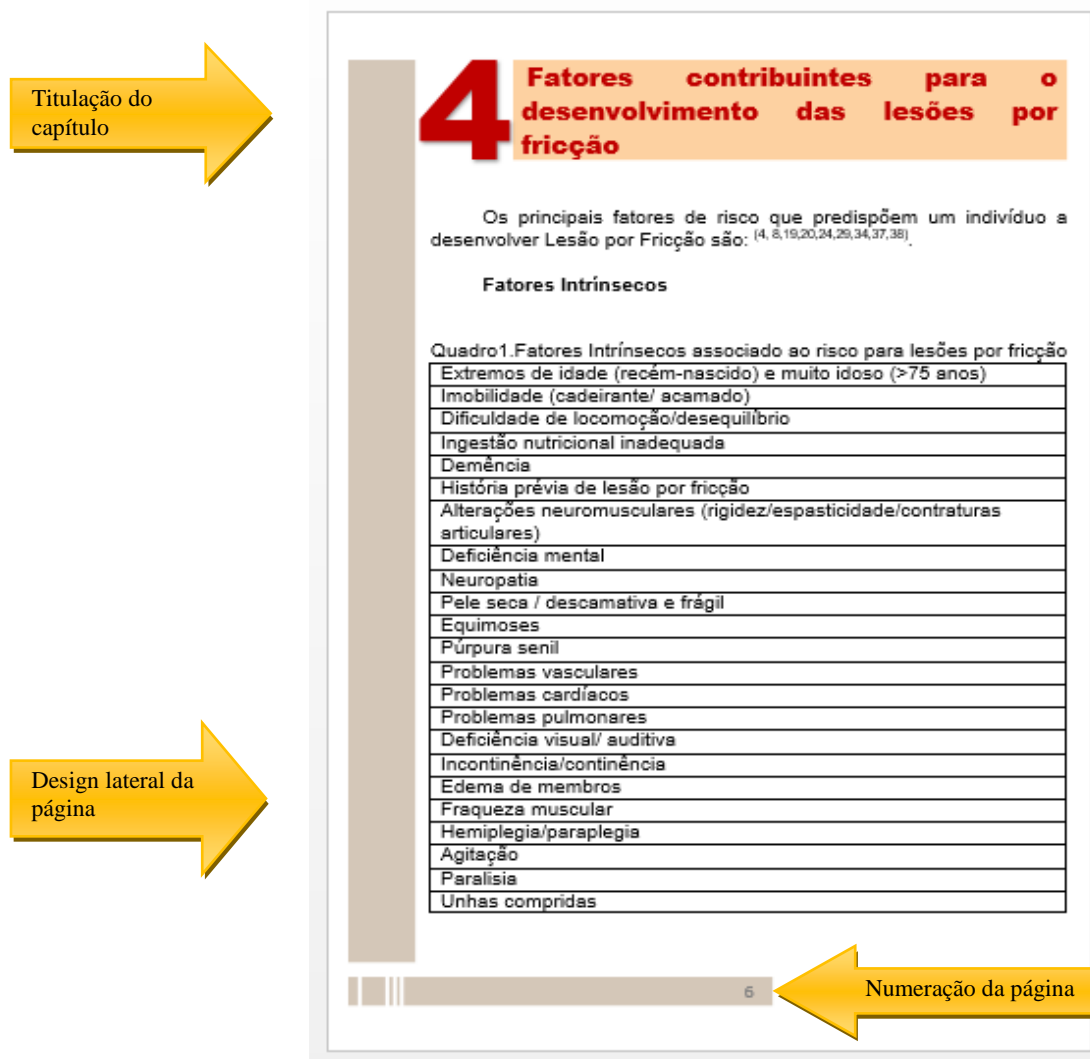 Titulação do
capítulo
4
Fatores contribuintes para o
desenvolvimento das lesões por
fricção
Os principais fatores de risco que predispõem um indivíduo a
desenvolver Lesão por Fricção são: (4, 8,19,20,24,29,34,37,38).
Fatores Intrínsecos
Quadro1.Fatores Intrínsecos associado ao risco para lesões por fricção
Extremos de idade (recém-nascido) e muito idoso (>75 anos)
Imobilidade (cadeirante/ acamado)
Dificuldade de locomoção/desequilíbrio
Ingestão nutricional inadequada
Demência
História prévia de lesão por fricção
Alterações neuromusculares (rigidez/espasticidade/contraturas
articulares)
Deficiência mental
Neuropatia
Pele seca / descamativa e frágil
Equimoses
Púrpura senil
Problemas vasculares
Problemas cardíacos
Problemas pulmonares
Deficiência visual/ auditiva
Incontinência/continência
Edema de membros
Fraqueza muscular
Hemiplegia/paraplegia
Agitação
Paralisia
Unhas compridas
Design lateral da
página
6
Numeração da página